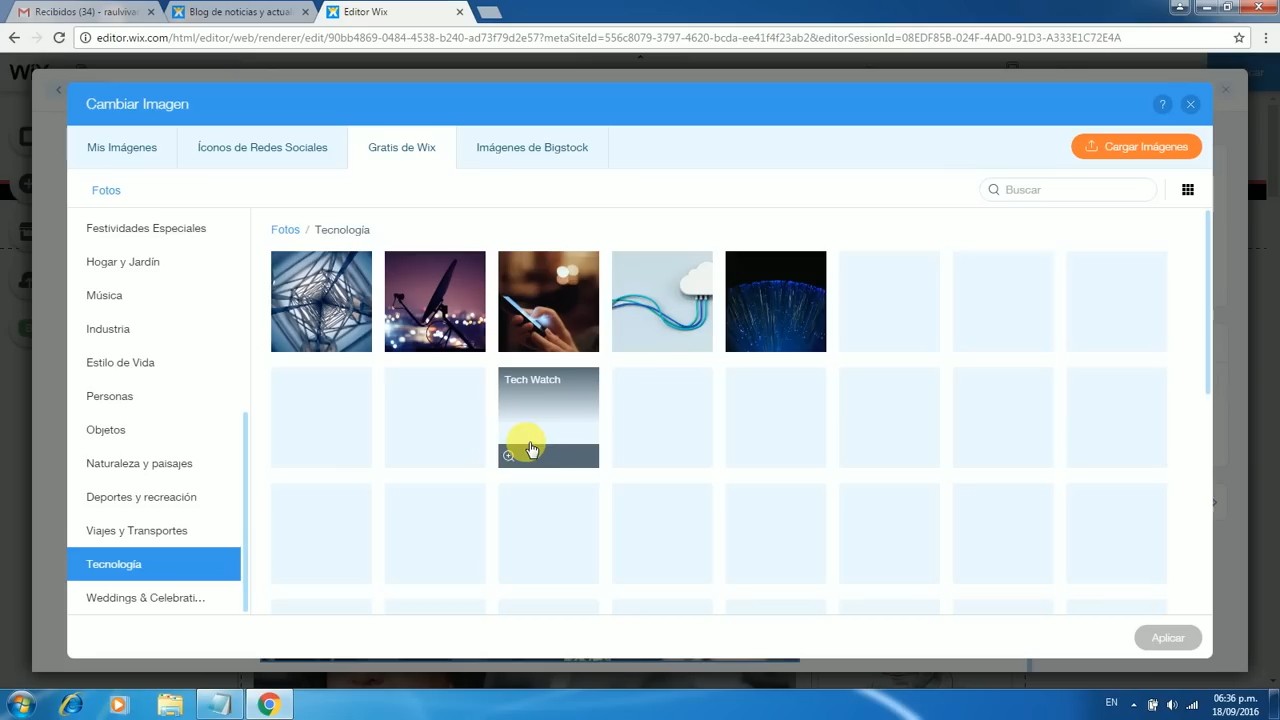 Recibidos (34) - raulviva
Blog de noticias y actual
Editor Wix
editor.wix.com/html/editor/web/renderer/edit/90bb4869-0484-4538-b240-ad73f79d2e57?metaSiteId=556c8079-3797-4620-bcda-ee41f4f23ab2&editorSessionId=08EDF85B-024F-4AD0-91D3-A333E1C72E4A
Cambiar Imagen
?
Mis Imágenes
Íconos de Redes Sociales
Gratis de Wix
Imágenes de Bigstock
Cargar Imágenes
Fotos
Buscar
Festividades Especiales
Hogar y Jardín
Música
Industria
Estilo de Vida
Personas
Objetos
Naturaleza y paisajes
Deportes y recreación
Viajes y Transportes
Tecnología
Weddings & Celebrati...
Fotos / Tecnología
Tech Watch
Aplicar
EN
06:36 p.m.
18/09/2016